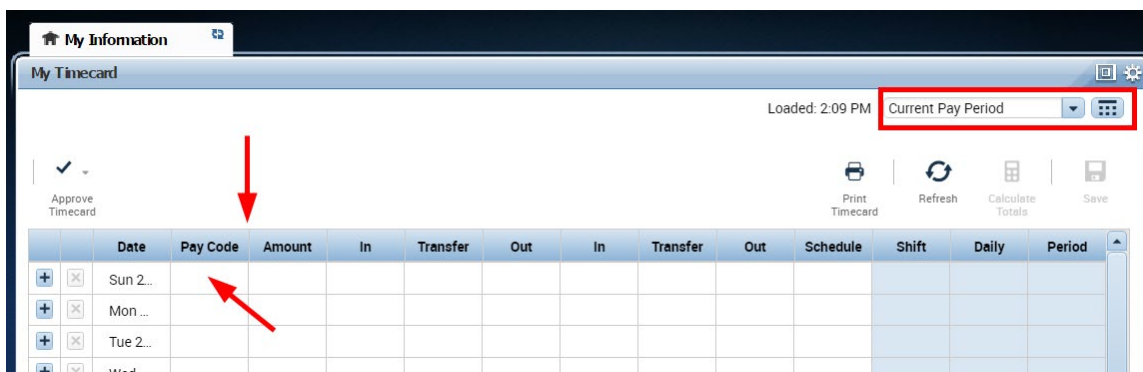 My Information
My Timecard
Loaded: 2:09 PM Current Pay Period
Approve Timecard
Print Timecard
Refresh
Calculate Totals
Save
Date Pay Code Amount In Transfer Out In Transfer Out Schedule Shift Daily Period
Sun 2...
Mon ...
Tue 2...
Wed